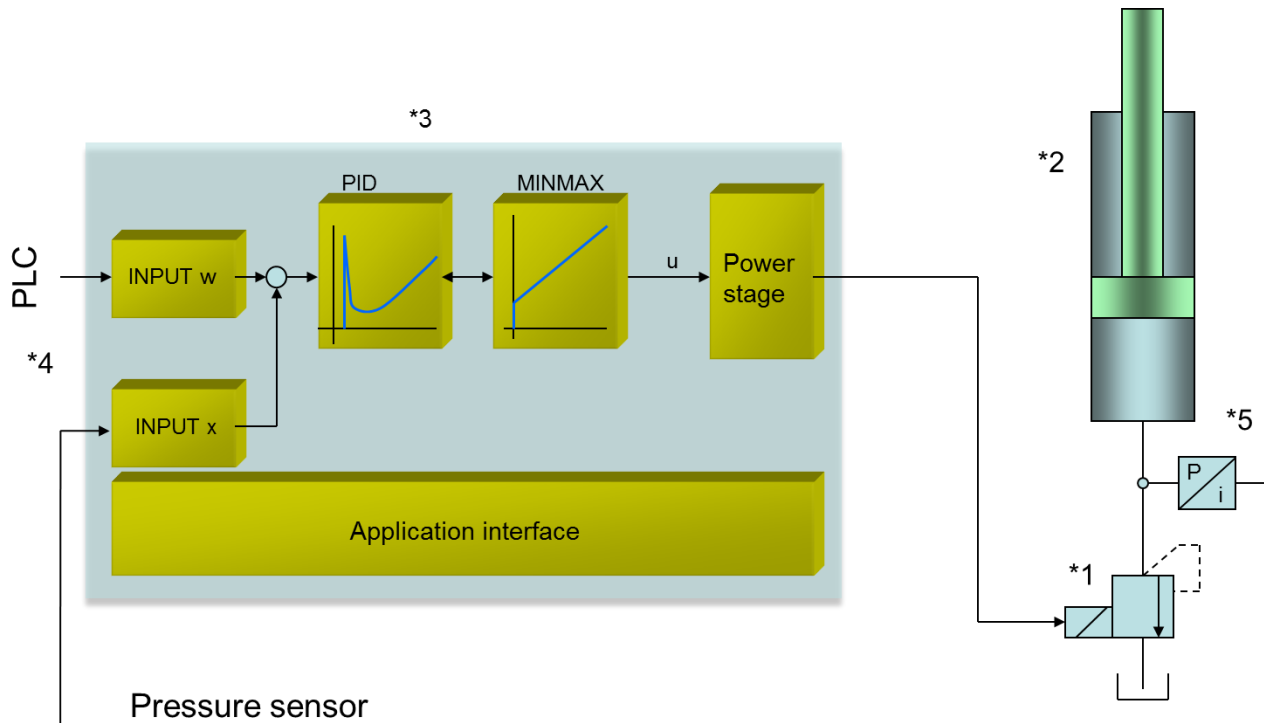 *3
*2
PID
MINMAX
PLC
INPUT w
u
Power
stage
*4
INPUT x
*5
P
i
Application interface
*1
Pressure sensor